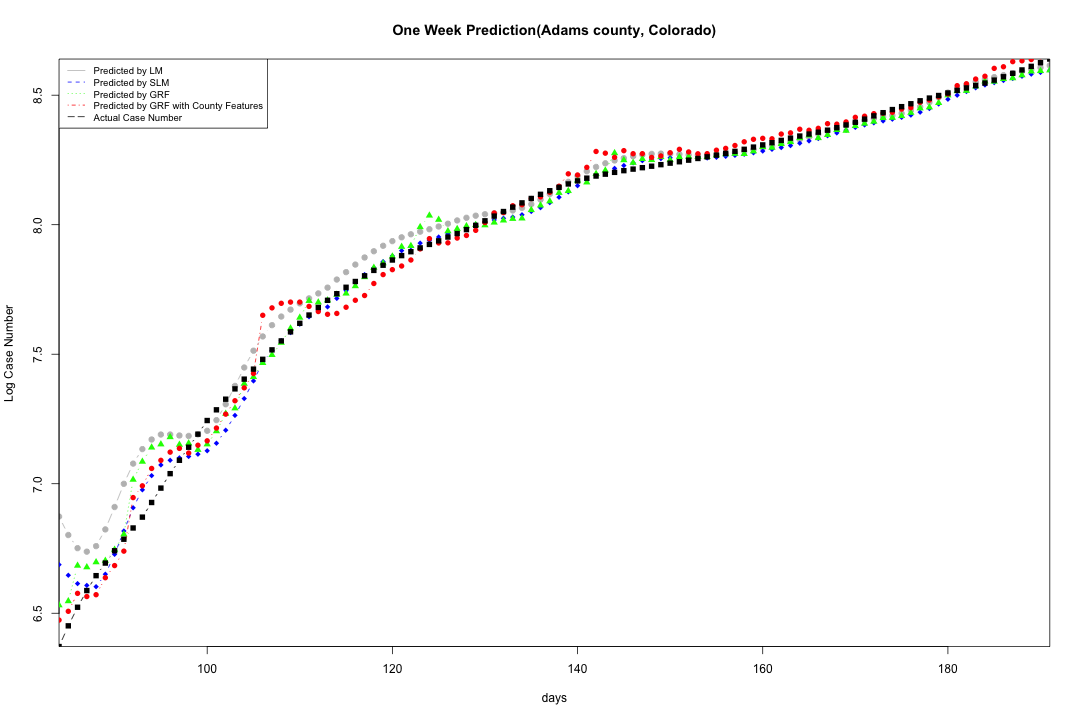 One Week Prediction(Adams county, Colorado)
Predicted by LM
Predicted by SLM
Predicted by GRF
Predicted by GRF with County Features
Actual Case Number
8.5
8.0
7.5
7.0
6.5
Log Case Number
100 120 140 160 180
days